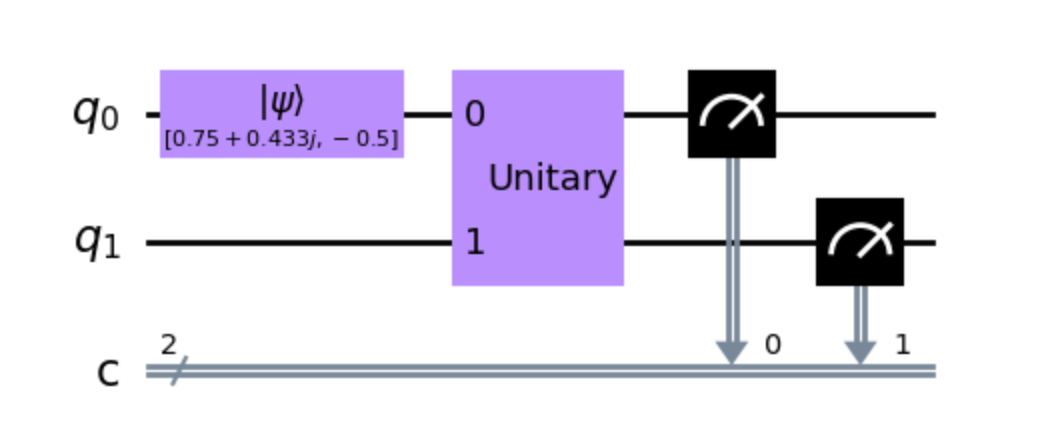 q₀ |ψ⟩ 0
[0.75 + 0.433j, − 0.5]
Unitary
q₁ 1
2 0 1
c